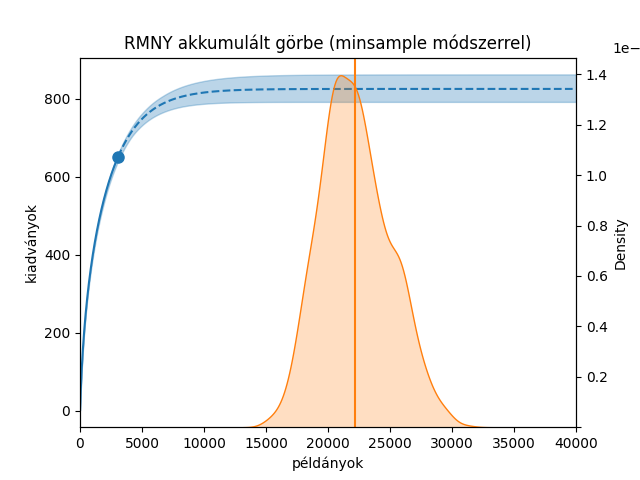 RMNY akkumulált görbe (minsample módszerrel)
1e−
800
600
400
200
0
kiadványok
1.4
1.2
1.0
0.8
0.6
0.4
0.2
Density
0 5000 10000 15000 20000 25000 30000 35000 40000
példányok